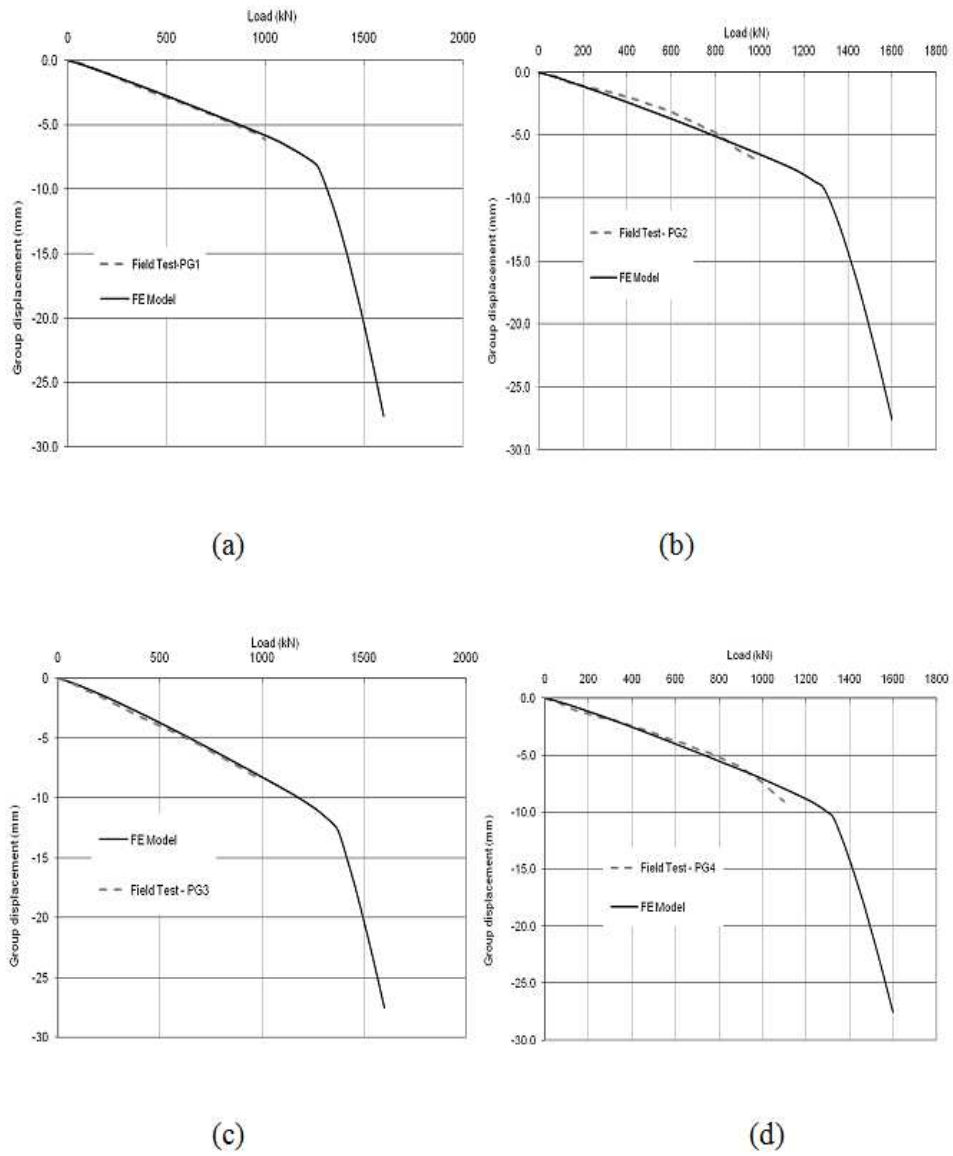 Load (kN)
0 500 1000 1500 2000
0.0
-5.0
-10.0
-15.0
-20.0
-25.0
-30.0
Group displacement (mm)
Field Test-PG1
FE Model
(a)
Load (kN)
0 200 400 600 800 1000 1200 1400 1600 1800
0.0
-5.0
-10.0
-15.0
-20.0
-25.0
-30.0
Group displacement (mm)
Field Test - PG2
FE Model
(b)
Load (kN)
0 500 1000 1500 2000
0
-5
-10
-15
-20
-25
-30
Group displacement (mm)
FE Model
Field Test - PG3
(c)
Load (kN)
0 200 400 600 800 1000 1200 1400 1600 1800
0.0
-5.0
-10.0
-15.0
-20.0
-25.0
-30.0
Group displacement (mm)
Field Test - PG4
FE Model
(d)